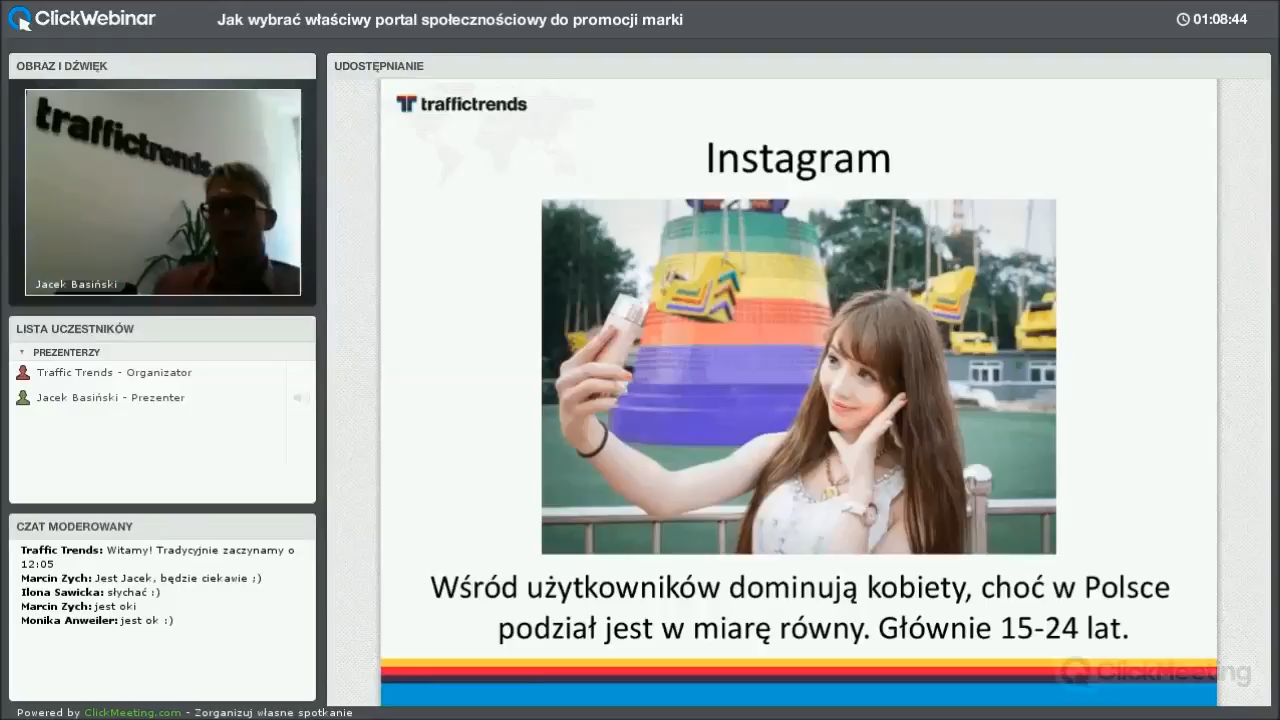 ClickWebinar
Jak wybrać właściwy portal społecznościowy do promocji marki
01:08:44
OBRAZ I DŹWIĘK
traffictrends
Jacek Basiński
LISTA UCZESTNIKÓW
PREZENTERZY
Traffic Trends - Organizator
Jacek Basiński - Prezenter
CZAT MODEROWANY
Traffic Trends: Witamy! Tradycyjnie zaczynamy o
12:05
Marcin Zych: Jest Jacek, będzie ciekawie ;)
Ilona Sawicka: słychać :)
Marcin Zych: jest oki
Monika Anweiler: jest ok :)
UDOSTĘPNIANIE
traffictrends
Instagram
Wśród użytkowników dominują kobiety, choć w Polsce
podział jest w miarę równy. Głównie 15-24 lat.
ClickMeeting
Powered by ClickMeeting.com - Zorganizuj własne spotkanie